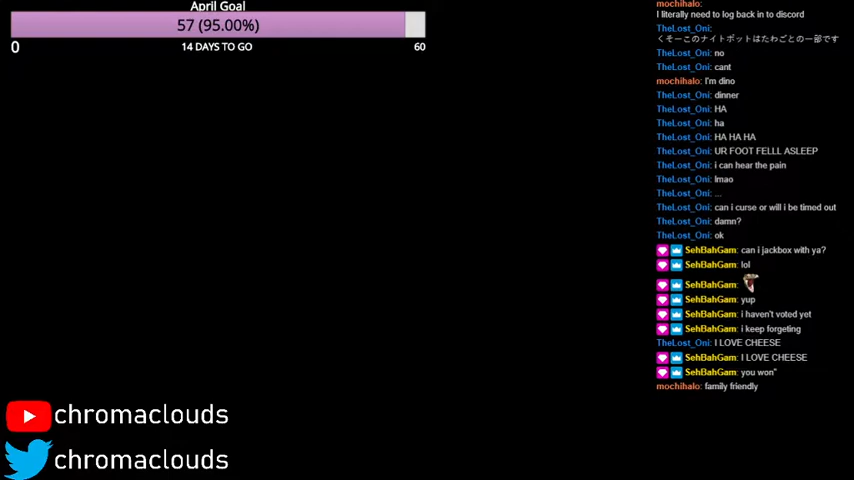 April Goal
57 (95.00%)
0
14 DAYS TO GO
60
mochihalo:
I literally need to log back in to discord
TheLost_Oni:
くそーこのナイトポットはたわごとの一部です
TheLost_Oni: no
TheLost_Oni: cant
mochihalo: I'm dino
TheLost_Oni: dinner
TheLost_Oni: HA
TheLost_Oni: ha
TheLost_Oni: HA HA HA
TheLost_Oni: UR FOOT FELLL ASLEEP
TheLost_Oni: i can hear the pain
TheLost_Oni: lmao
TheLost_Oni: ...
TheLost_Oni: can i curse or will i be timed out
TheLost_Oni: damn?
TheLost_Oni: ok
SehBahGam: can i jackbox with ya?
SehBahGam: lol
SehBahGam:
SehBahGam: yup
SehBahGam: i haven't voted yet
SehBahGam: i keep forgeting
TheLost_Oni: I LOVE CHEESE
SehBahGam: I LOVE CHEESE
SehBahGam: you won"
mochihalo: family friendly
chromaclouds
chromaclouds